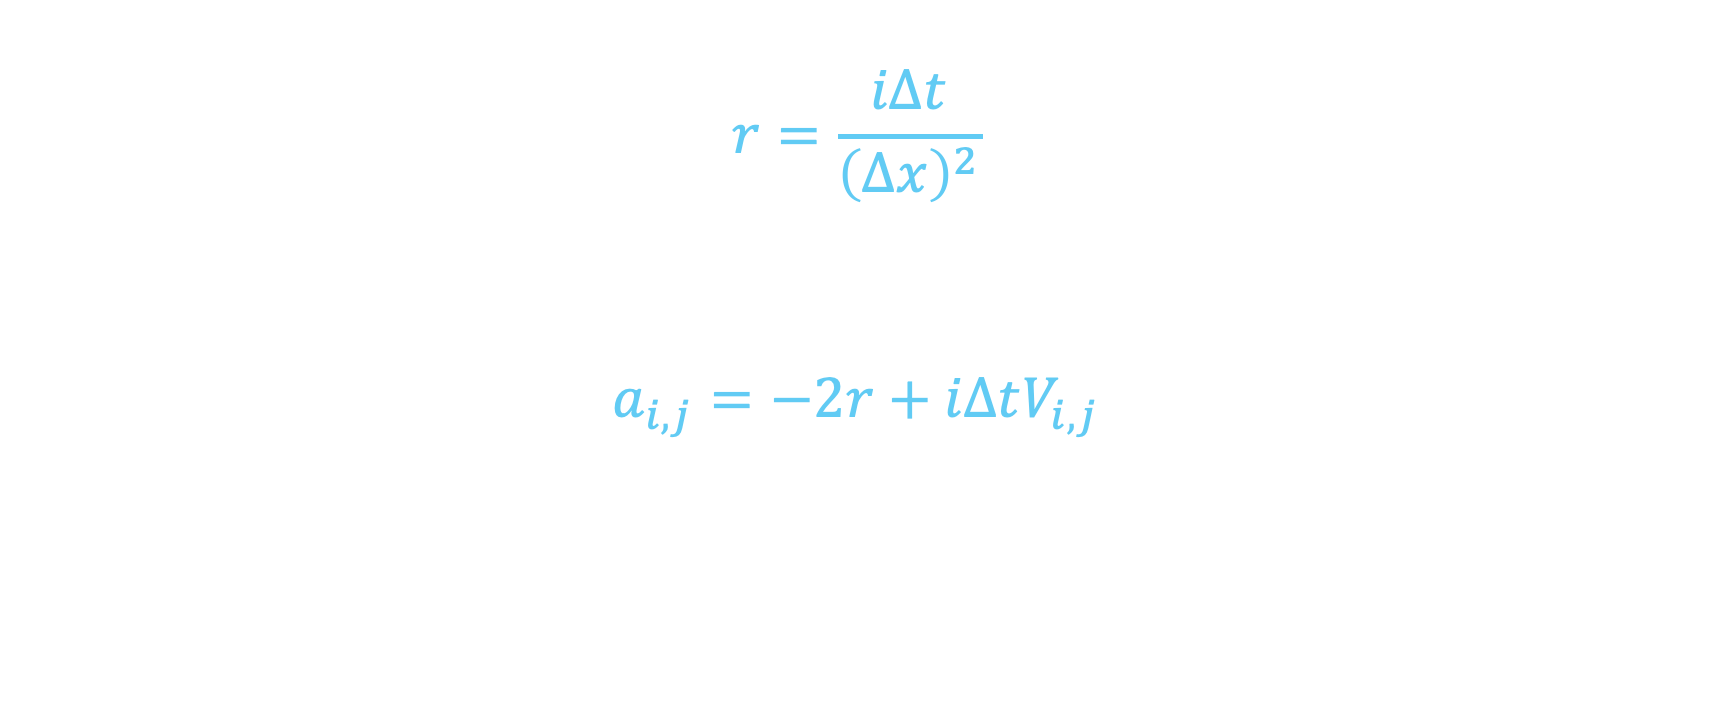 r = iΔt / (Δx)²
a_{i,j} = −2r + iΔtV_{i,j}